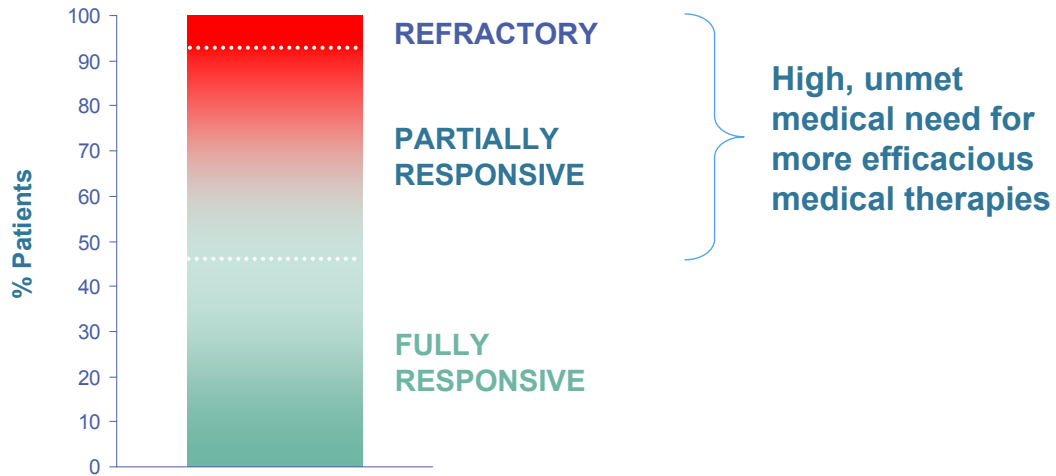 100
90
80
70
60
50
40
30
20
10
0
% Patients
REFRACTORY
PARTIALLY
RESPONSIVE
FULLY
RESPONSIVE
High, unmet
medical need for
more efficacious
medical therapies